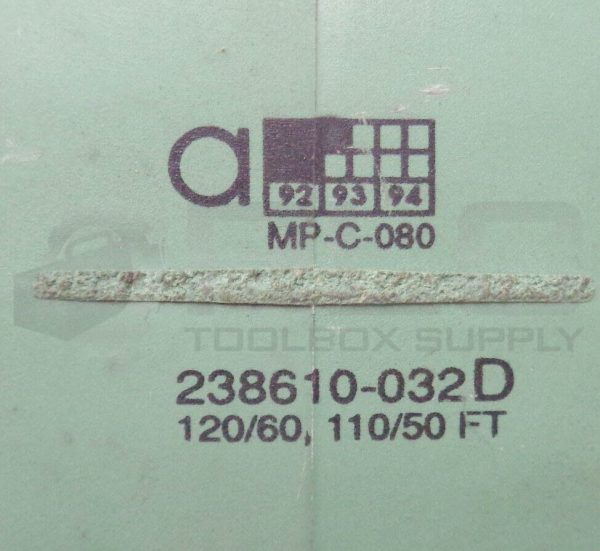 a
92 93 94
MP-C-080
TOOLBOX SUPPLY
238610-032D
120/60, 110/50 FT